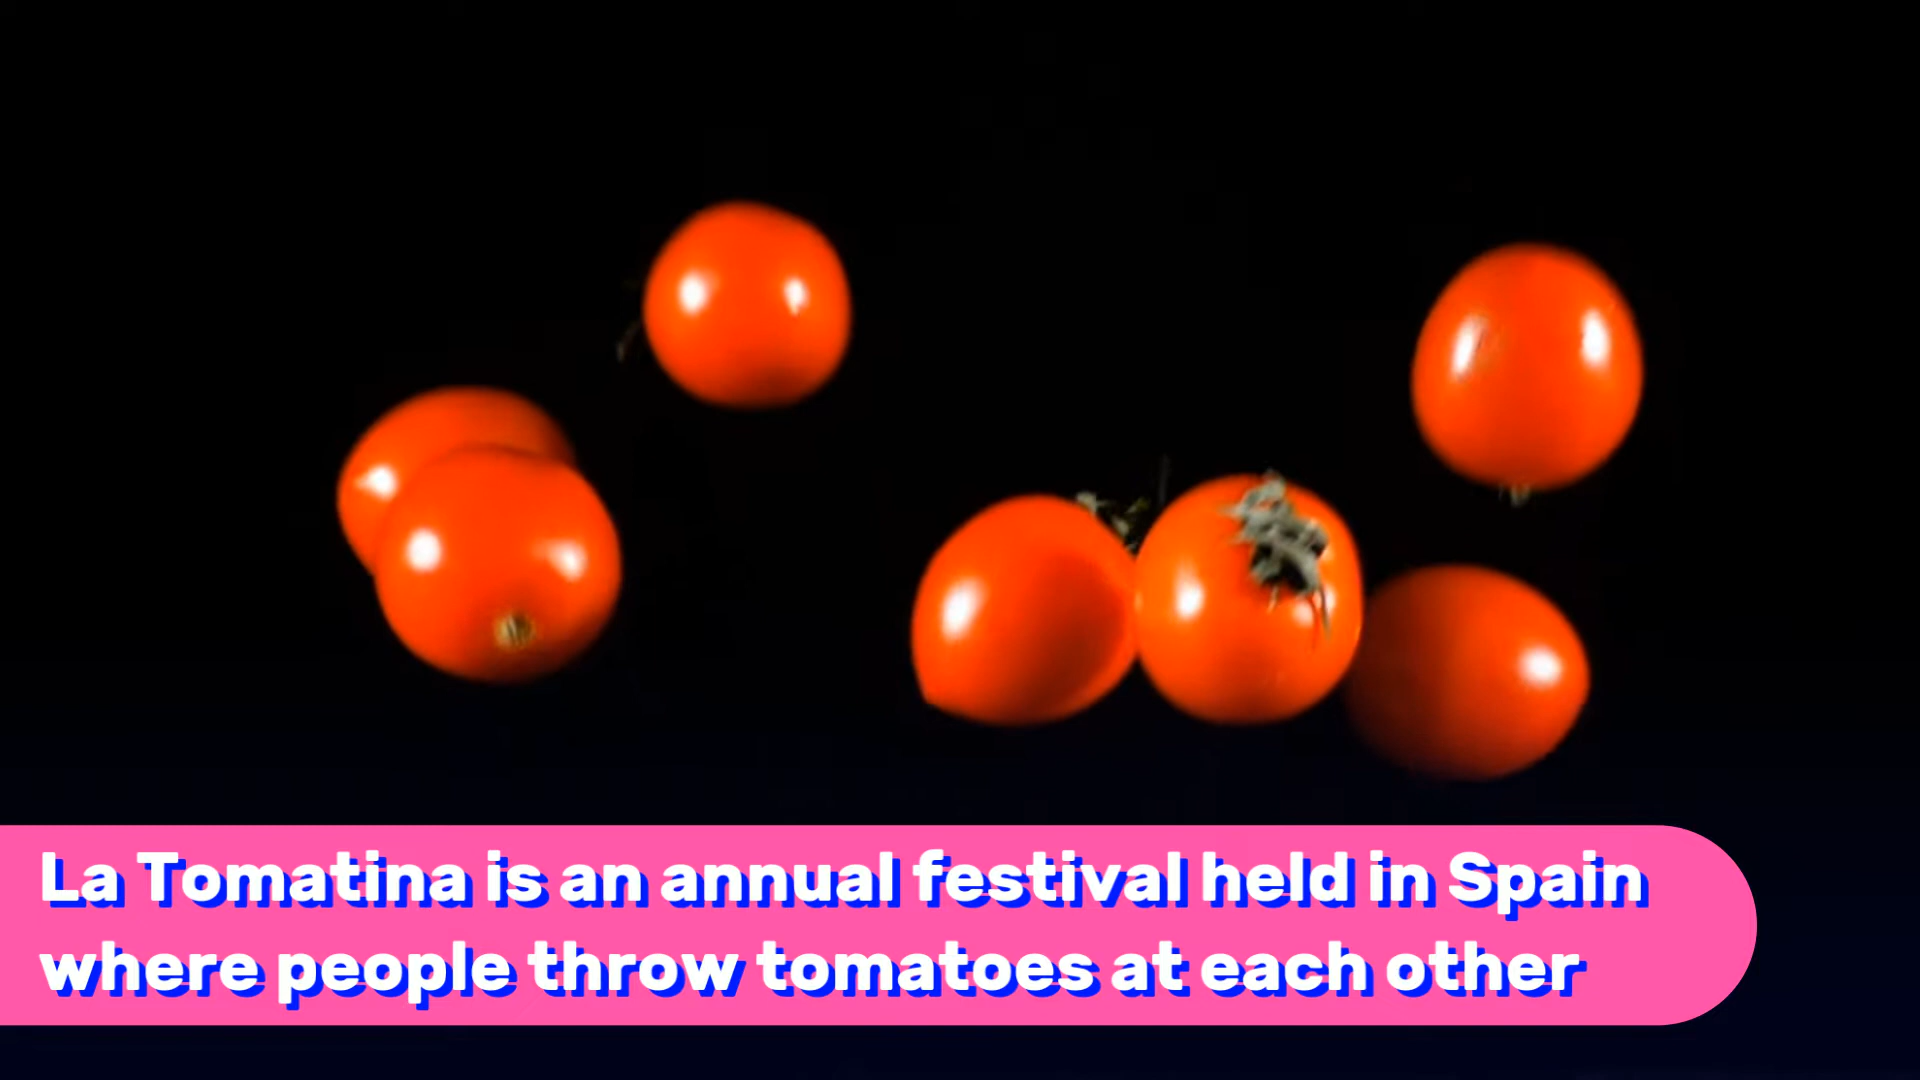 La Tomatina is an annual festival held in Spain
where people throw tomatoes at each other